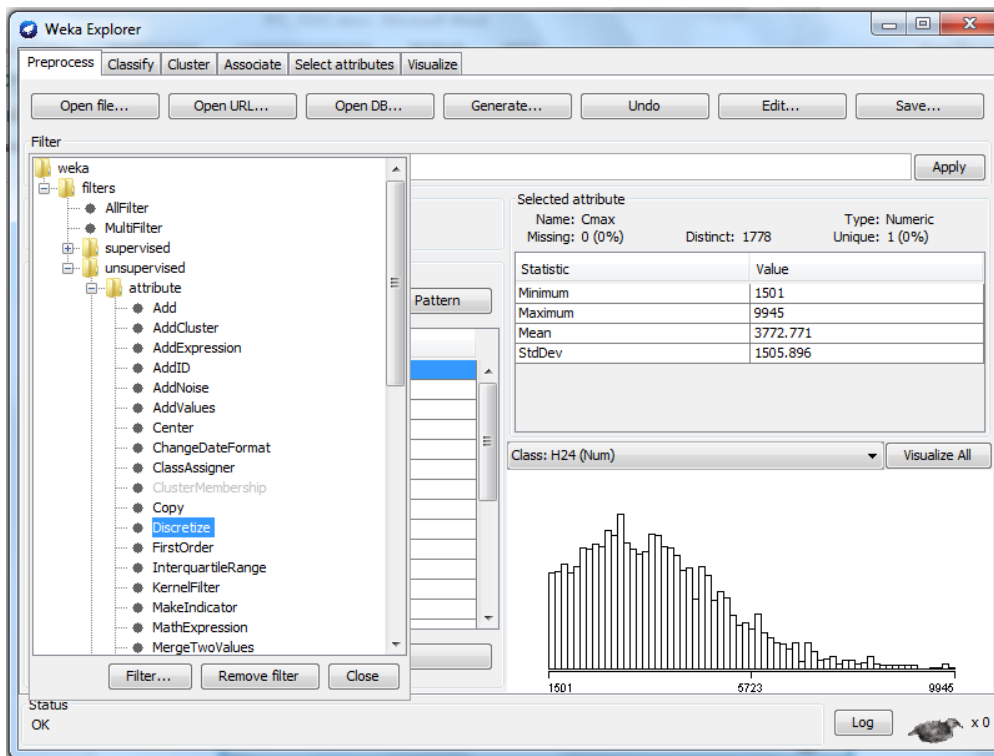 Weka Explorer
Preprocess Classify Cluster Associate Select attributes Visualize
Open file... Open URL... Open DB... Generate... Undo Edit... Save...
Filter
Apply
weka
filters
AllFilter
MultiFilter
supervised
unsupervised
attribute
Add
AddCluster
AddExpression
AddID
AddNoise
AddValues
Center
ChangeDateFormat
ClassAssigner
ClusterMembership
Copy
Discretize
FirstOrder
InterquartileRange
KernelFilter
MakeIndicator
MathExpression
MergeTwoValues
Filter... Remove filter Close
Pattern
Selected attribute
Name: Cmax Type: Numeric
Missing: 0 (0%) Distinct: 1778 Unique: 1 (0%)
Statistic Value
Minimum 1501
Maximum 9945
Mean 3772.771
StdDev 1505.896
Class: H24 (Num) Visualize All
1501 5723 9945
Status
OK
Log x 0